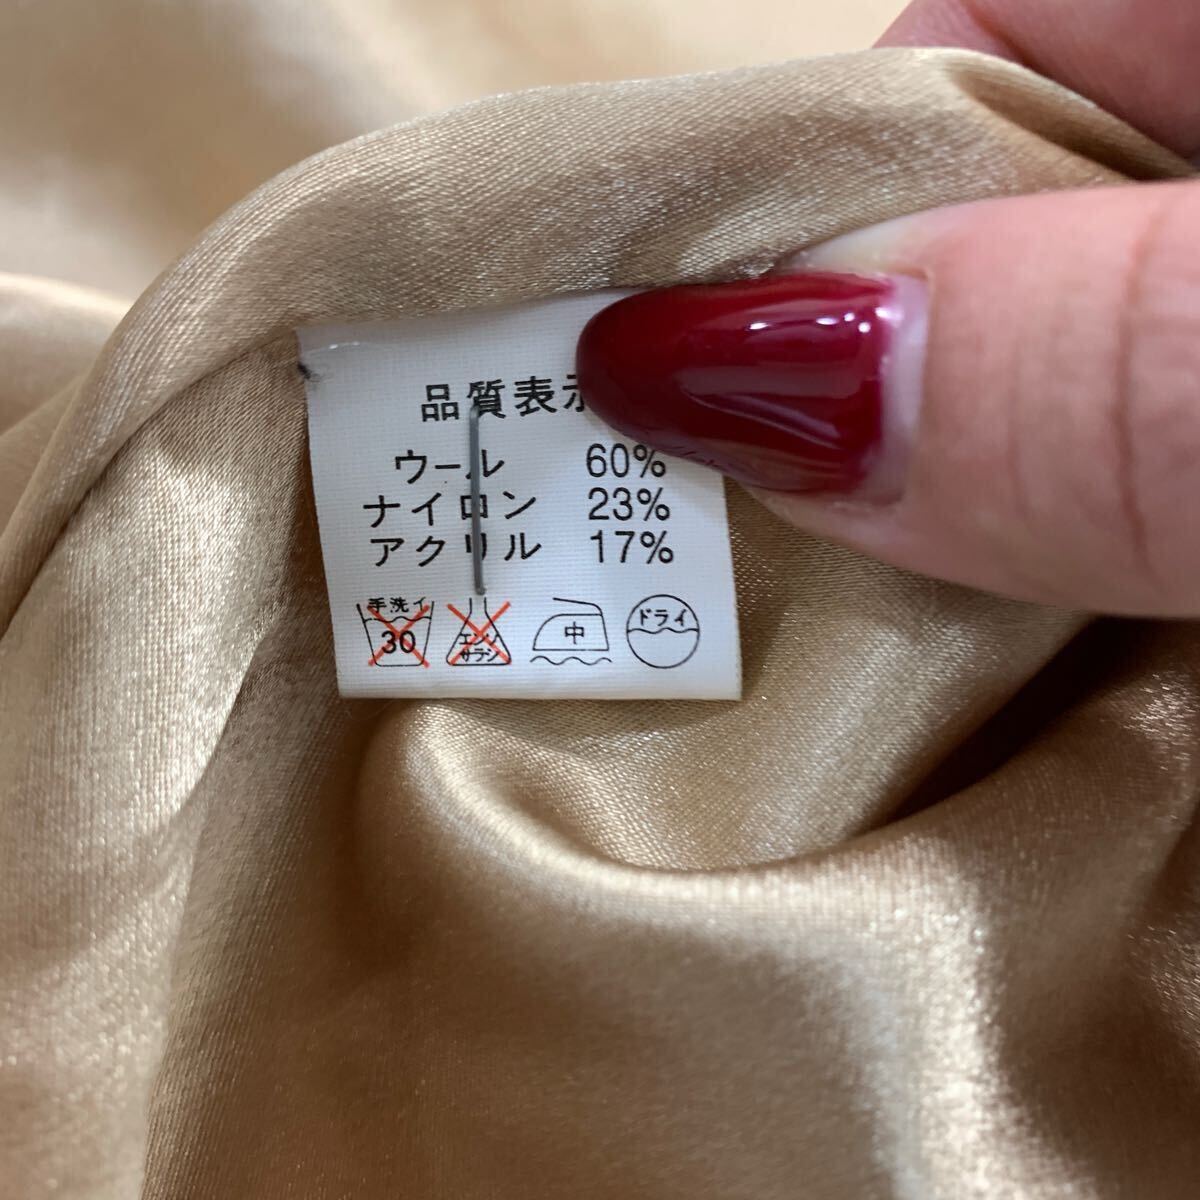 品質表示
ウール 60%
ナイロン 23%
アクリル 17%
手洗イ 30 エンソ サラシ 中 ドライ